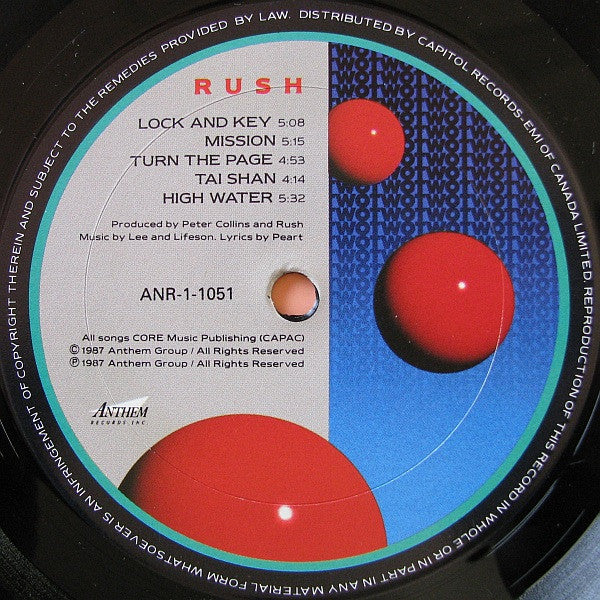 RUSH
LOCK AND KEY 5:08
MISSION 5:15
TURN THE PAGE 4:53
TAI SHAN 4:14
HIGH WATER 5:32
Produced by Peter Collins and Rush
Music by Lee and Lifeson. Lyrics by Peart
ANR-1-1051
All songs CORE Music Publishing (CAPAC)
© 1987 Anthem Group / All Rights Reserved
℗ 1987 Anthem Group / All Rights Reserved
ANTHEM
RECORDS, INC.
DISTRIBUTED BY CAPITOL RECORDS-EMI OF CANADA LIMITED. REPRODUCTION OF THIS RECORD IN WHOLE OR IN PART IN ANY MATERIAL FORM WHATSOEVER IS AN INFRINGEMENT OF COPYRIGHT THEREIN AND SUBJECT TO THE REMEDIES PROVIDED BY LAW.